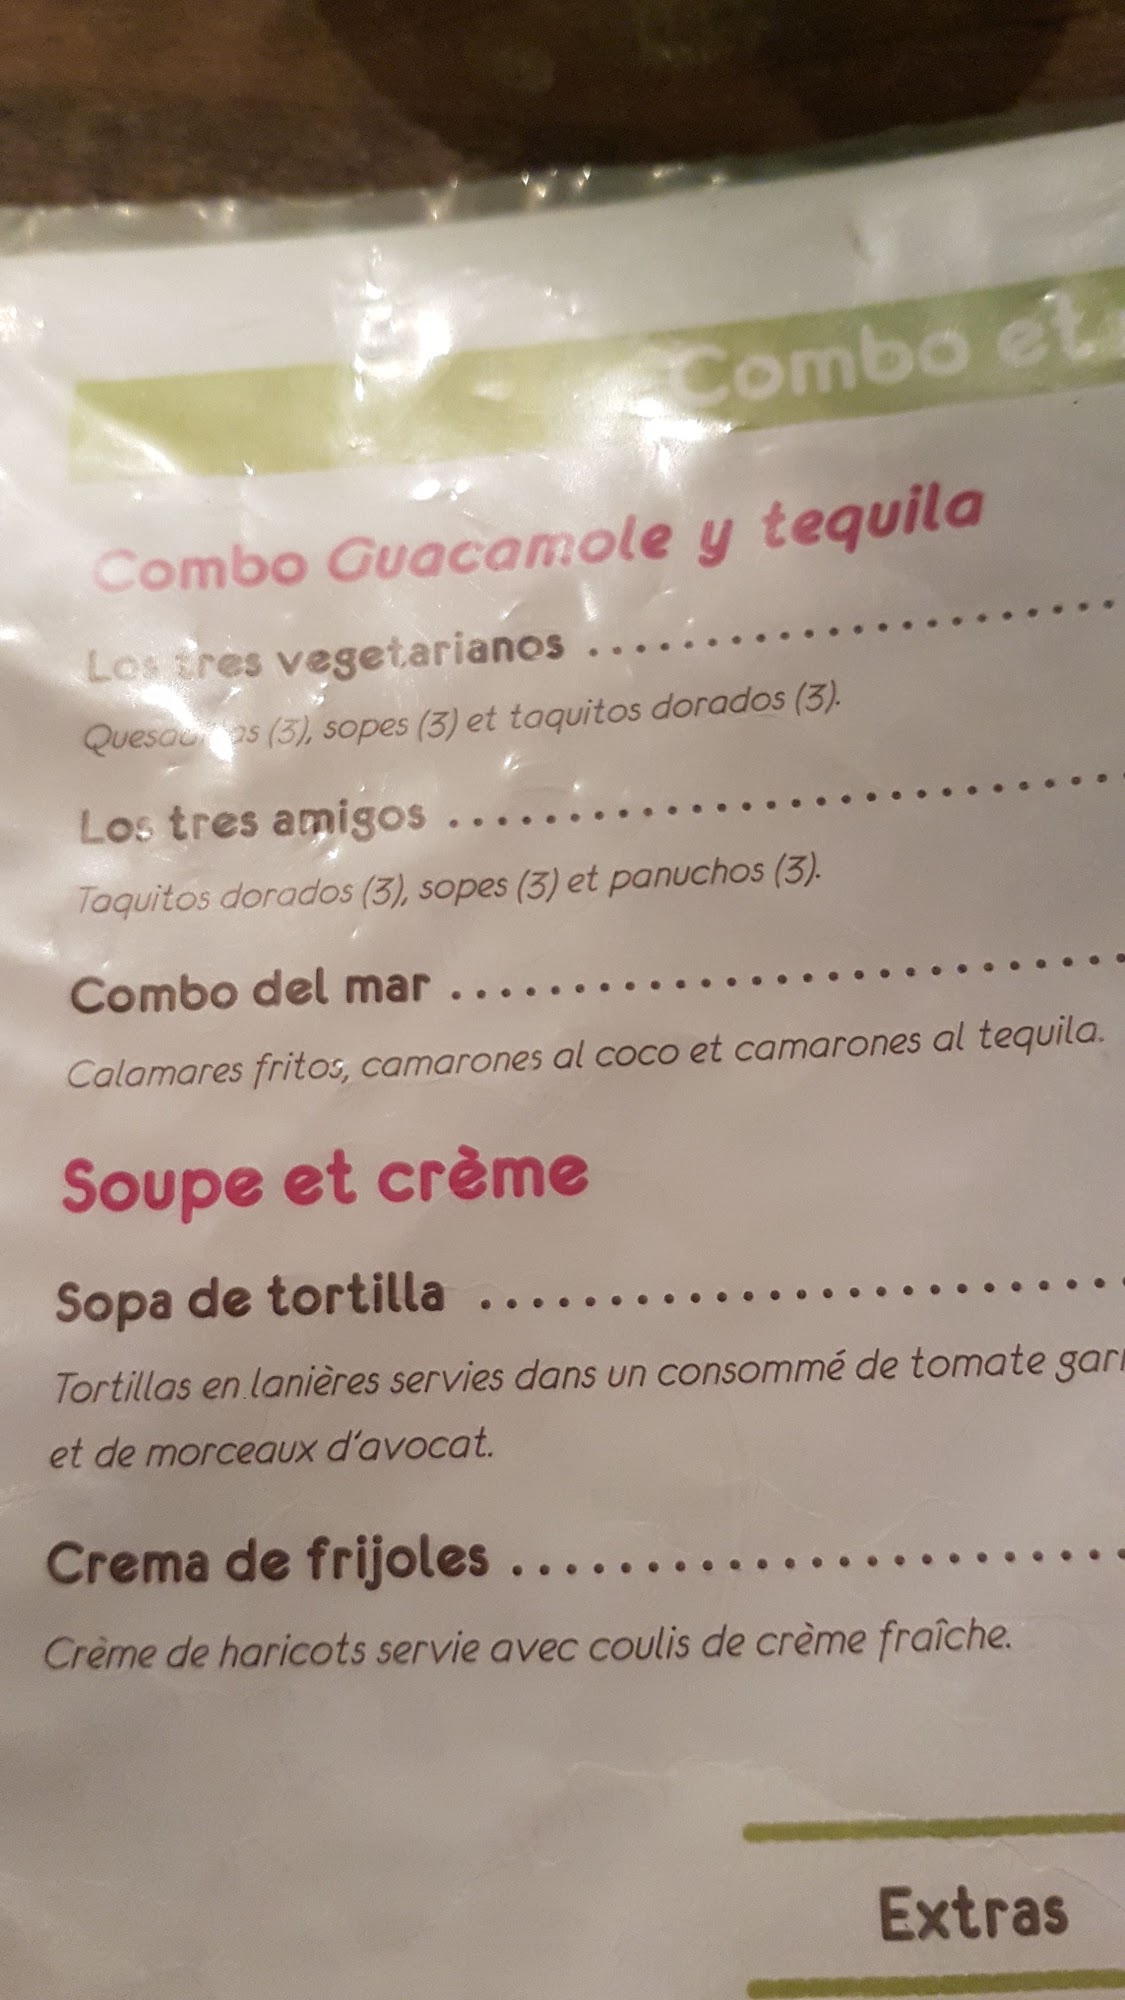 Combo et
Combo Guacamole y tequila
Los tres vegetarianos ......................
Quesadillas (3), sopes (3) et taquitos dorados (3).
Los tres amigos ...........................
Taquitos dorados (3), sopes (3) et panuchos (3).
Combo del mar ...........................
Calamares fritos, camarones al coco et camarones al tequila.
Soupe et crème
Sopa de tortilla .........................
Tortillas en lanières servies dans un consommé de tomate
et de morceaux d'avocat.
Crema de frijoles ........................
Crème de haricots servie avec coulis de crème fraîche.
Extras